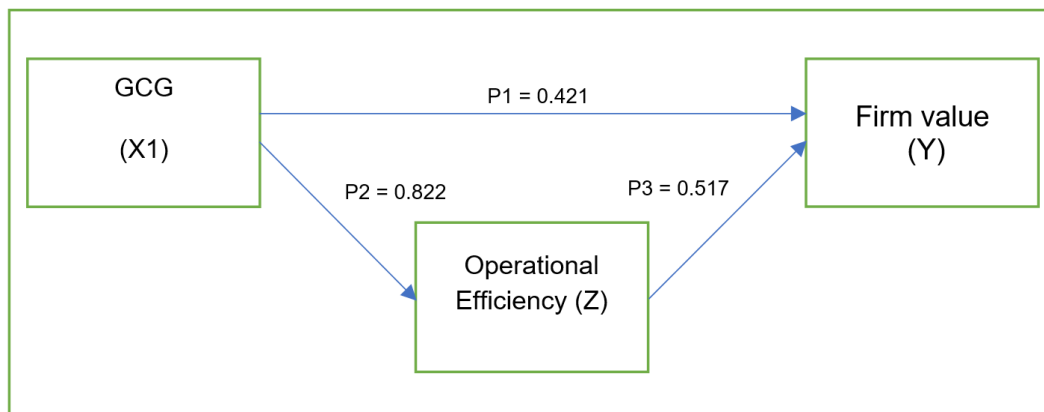 GCG
(X1)
P1 = 0.421
Firm value
(Y)
P2 = 0.822
P3 = 0.517
Operational
Efficiency (Z)